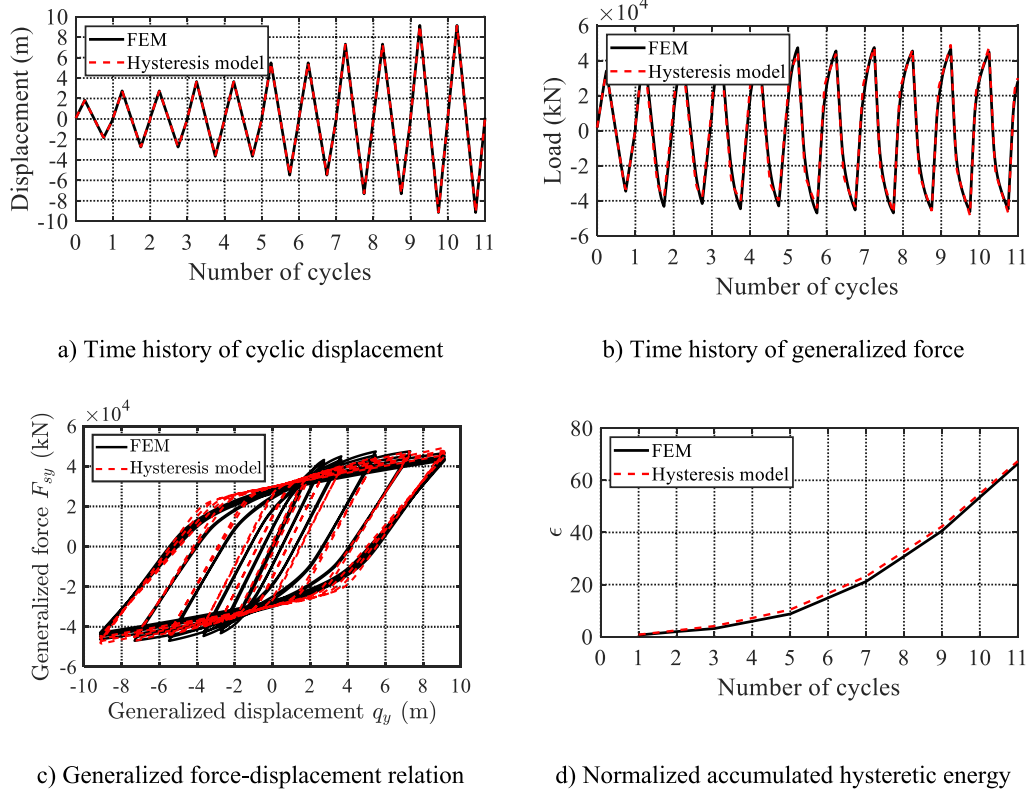 10
8
6
4
2
0
-2
-4
-6
-8
-10
Displacement (m)
FEM
Hysteresis model
0 1 2 3 4 5 6 7 8 9 10 11
Number of cycles
a) Time history of cyclic displacement
×10⁴
6
4
2
0
-2
-4
-6
Load (kN)
FEM
Hysteresis model
0 1 2 3 4 5 6 7 8 9 10 11
Number of cycles
b) Time history of generalized force
×10⁴
6
4
2
0
-2
-4
-6
Generalized force F_sy (kN)
FEM
Hysteresis model
-10 -8 -6 -4 -2 0 2 4 6 8 10
Generalized displacement q_y (m)
c) Generalized force-displacement relation
80
60
40
20
0
ϵ
FEM
Hysteresis model
0 1 2 3 4 5 6 7 8 9 10 11
Number of cycles
d) Normalized accumulated hysteretic energy